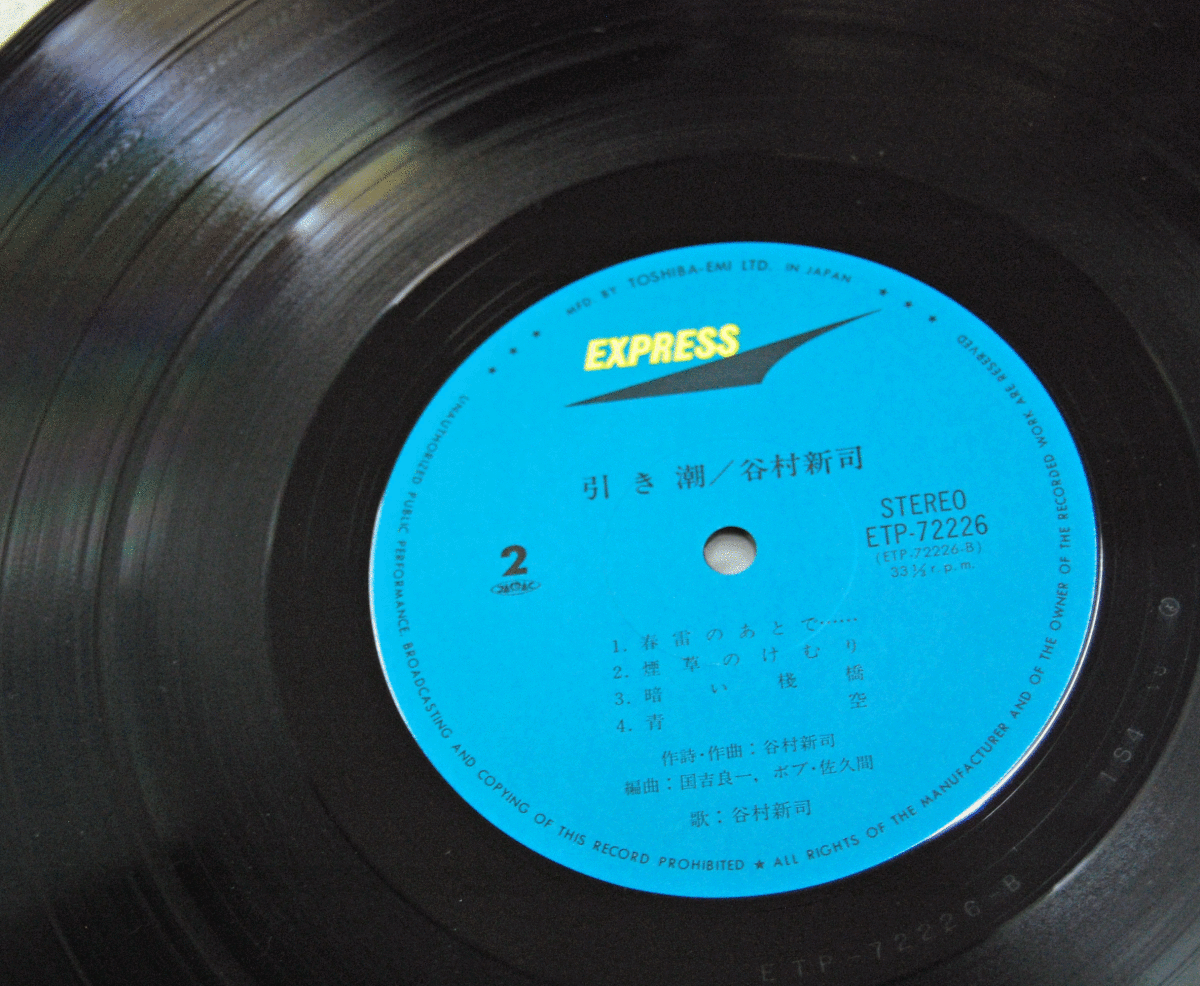 MFD. BY TOSHIBA-EMI LTD. IN JAPAN
EXPRESS
引き潮／谷村新司
STEREO
ETP-72226
(ETP-72226-B)
33 1/3 r. p. m.
2
1. 春雷のあとで……
2. 煙草のけむり
3. 暗い棧橋
4. 青空
作詩・作曲：谷村新司
編曲：国吉良一，ボブ・佐久間
歌：谷村新司
UNAUTHORIZED PUBLIC PERFORMANCE, BROADCASTING AND COPYING OF THIS RECORD PROHIBITED ★ ALL RIGHTS OF THE MANUFACTURER AND OF THE OWNER OF THE RECORDED WORK ARE RESERVED
ETP-72226-B
1S4